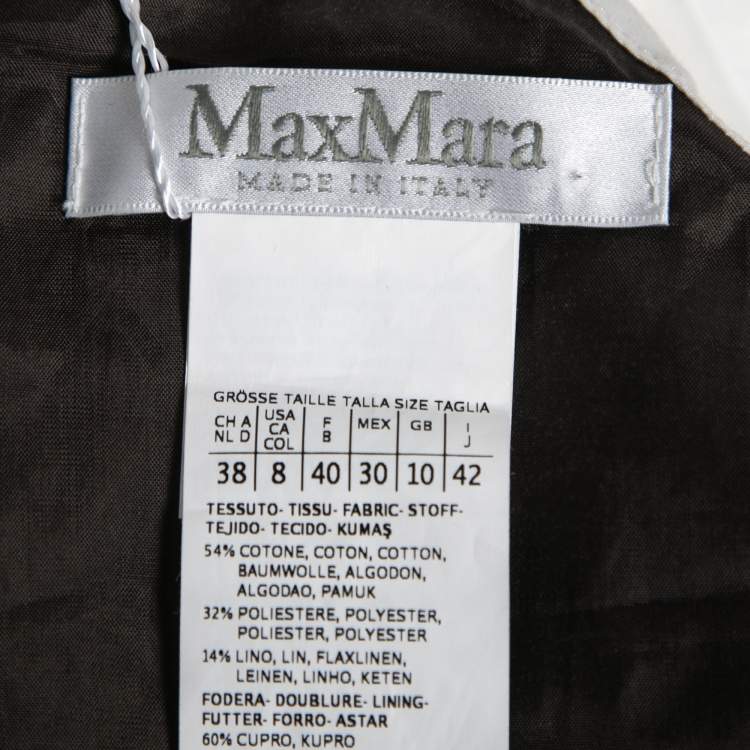 MaxMara
MADE IN ITALY
GRÖSSE TAILLE TALLA SIZE TAGLIA
CH A NL D USA CA COL F B MEX GB I J
38 8 40 30 10 42
TESSUTO- TISSU- FABRIC- STOFF-
TEJIDO- TECIDO- KUMAŞ
54% COTONE, COTON, COTTON,
BAUMWOLLE, ALGODON,
ALGODAO, PAMUK
32% POLIESTERE, POLYESTER,
POLIESTER, POLYESTER
14% LINO, LIN, FLAXLINEN,
LEINEN, LINHO, KETEN
FODERA- DOUBLURE- LINING-
FUTTER- FORRO- ASTAR
60% CUPRO, KUPRO